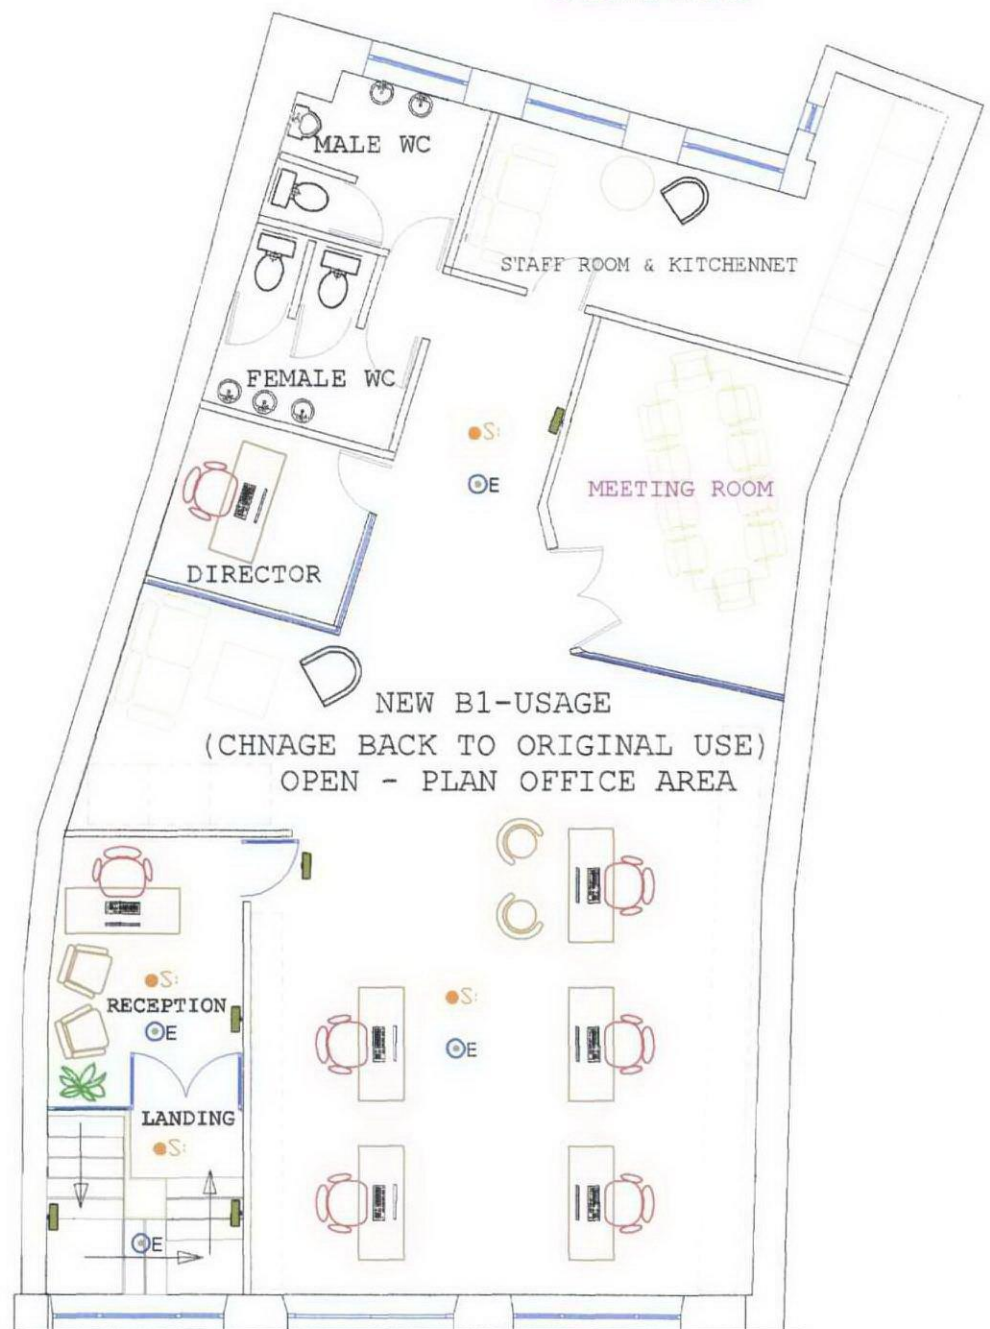 MALE WC
STAFF ROOM & KITCHENNET
FEMALE WC
S:
E
MEETING ROOM
DIRECTOR
NEW B1-USAGE
(CHNAGE BACK TO ORIGINAL USE)
OPEN - PLAN OFFICE AREA
S:
RECEPTION
E
S:
E
LANDING
S:
E